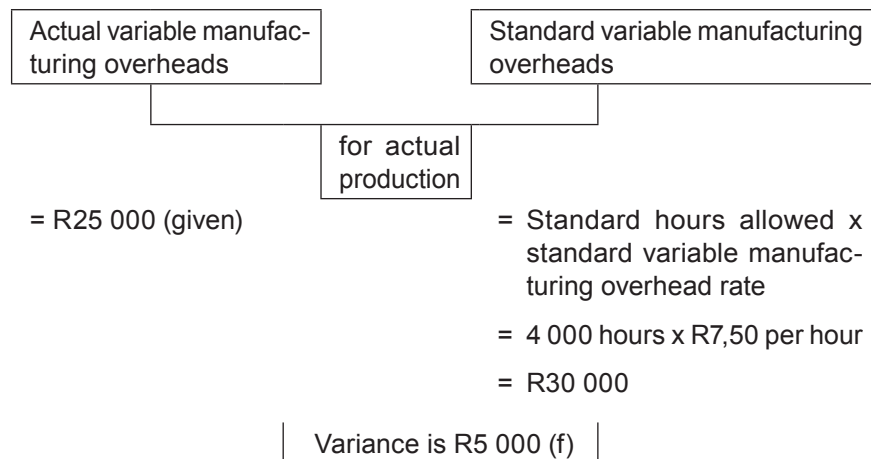 Actual variable manufac-
turing overheads
Standard variable manufacturing
overheads
for actual
production
= R25 000 (given)
= Standard hours allowed x
standard variable manufac-
turing overhead rate
= 4 000 hours x R7,50 per hour
= R30 000
Variance is R5 000 (f)